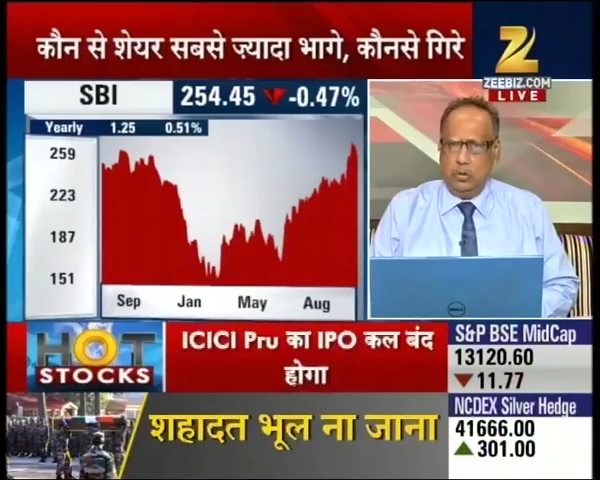 कौन से शेयर सबसे ज़्यादा भागे, कौनसे गिरे
ZEEBIZ.COM
LIVE
SBI 254.45 -0.47%
Yearly 1.25 0.51%
259
223
187
151
Sep Jan May Aug
DELL
HOT
STOCKS
ICICI Pru का IPO कल बंद
होगा
S&P BSE MidCap
13120.60
11.77
NCDEX Silver Hedge
41666.00
301.00
शहादत भूल ना जाना